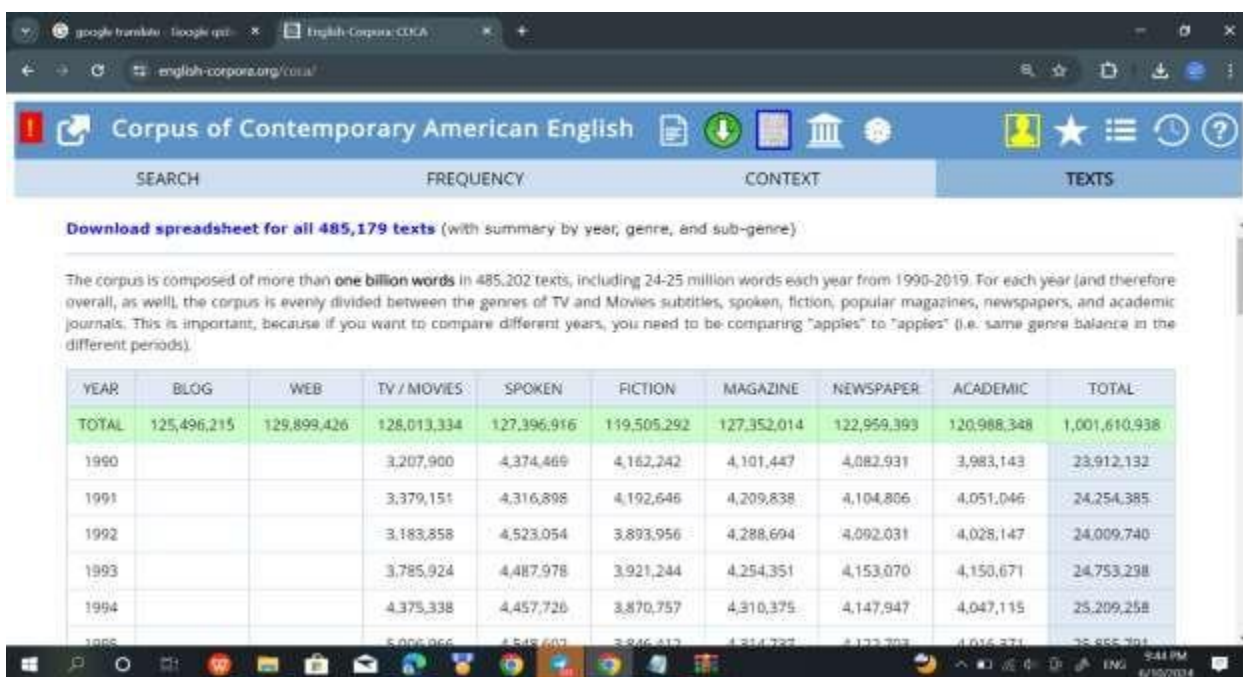 google translate - Google
English-Corpora: COCA
english-corpora.org/coca/
Corpus of Contemporary American English
SEARCH FREQUENCY CONTEXT TEXTS
Download spreadsheet for all 485,179 texts (with summary by year, genre, and sub-genre)
The corpus is composed of more than one billion words in 485,202 texts, including 24-25 million words each year from 1990-2019. For each year (and therefore
overall, as well), the corpus is evenly divided between the genres of TV and Movies subtitles, spoken, fiction, popular magazines, newspapers, and academic
journals. This is important, because if you want to compare different years, you need to be comparing "apples" to "apples" (i.e. same genre balance in the
different periods).
YEAR BLOG WEB TV / MOVIES SPOKEN FICTION MAGAZINE NEWSPAPER ACADEMIC TOTAL
TOTAL 125,496,215 129,899,426 128,013,334 127,396,916 119,505,292 127,352,014 122,959,393 120,988,348 1,001,610,938
1990 3,207,900 4,374,469 4,162,242 4,101,447 4,082,931 3,983,143 23,912,132
1991 3,379,151 4,316,898 4,192,646 4,209,838 4,104,806 4,051,046 24,254,385
1992 3,183,858 4,523,054 3,893,956 4,288,694 4,092,031 4,028,147 24,009,740
1993 3,785,924 4,487,978 3,921,244 4,254,351 4,153,070 4,150,671 24,753,238
1994 4,375,338 4,457,726 3,870,757 4,310,375 4,147,947 4,047,115 25,209,258
1995
ENG
9:44 PM
6/10/2024